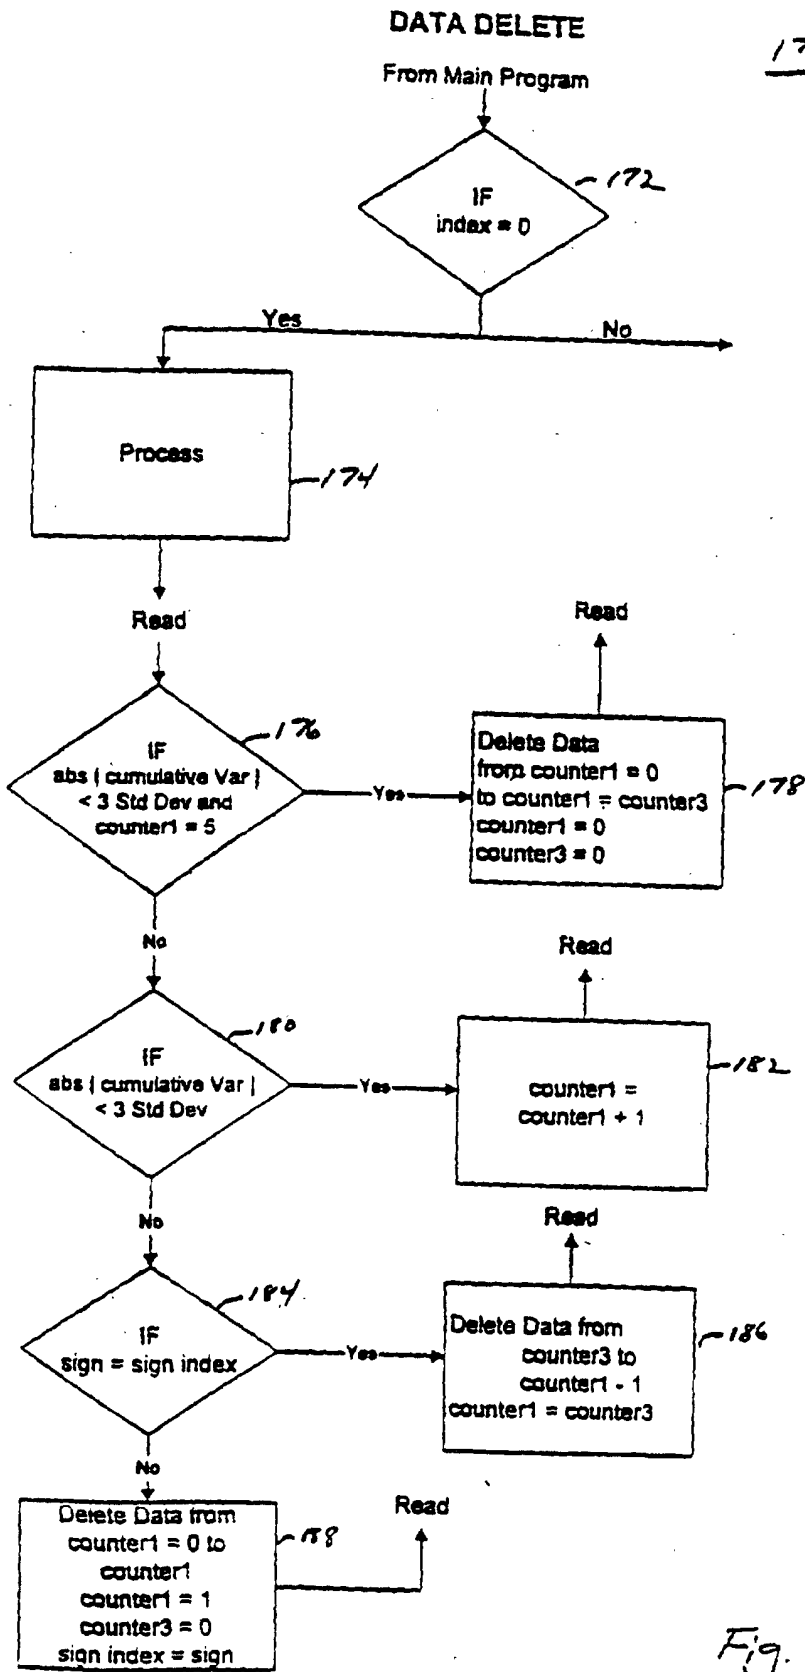 DATA DELETE
From Main Program
172
IF
index = 0
Yes
No
Process
174
Read
Read
IF
abs | cumulative Var |
< 3 Std Dev and
counter1 = 5
176
Yes
Delete Data
from counter1 = 0
to counter1 = counter3
counter1 = 0
counter3 = 0
178
No
Read
IF
abs | cumulative Var |
< 3 Std Dev
180
Yes
counter1 =
counter1 + 1
182
No
Read
IF
sign = sign index
184
Yes
Delete Data from
counter3 to
counter1 - 1
counter1 = counter3
186
No
Delete Data from
counter1 = 0 to
counter1
counter1 = 1
counter3 = 0
sign index = sign
188
Read
Fig.